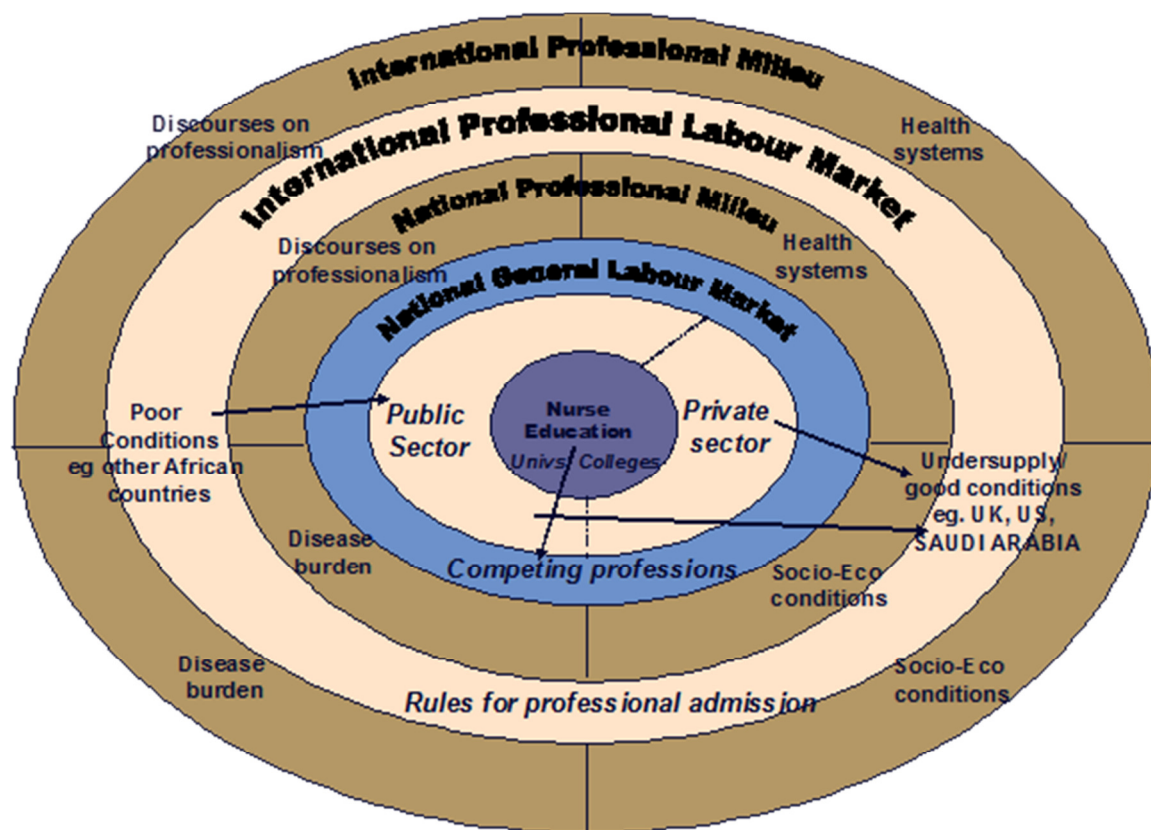 International Professional Milieu
Discourses on
professionalism
Health
systems
International Professional Labour Market
National Professional Milieu
Discourses on
professionalism
Health
systems
National General Labour Market
Poor
Conditions
eg other African
countries
Public
Sector
Nurse
Education
Univs/ Colleges
Private
sector
Undersupply/
good conditions
eg. UK, US,
SAUDI ARABIA
Disease
burden
Competing professions
Socio-Eco
conditions
Disease
burden
Rules for professional admission
Socio-Eco
conditions